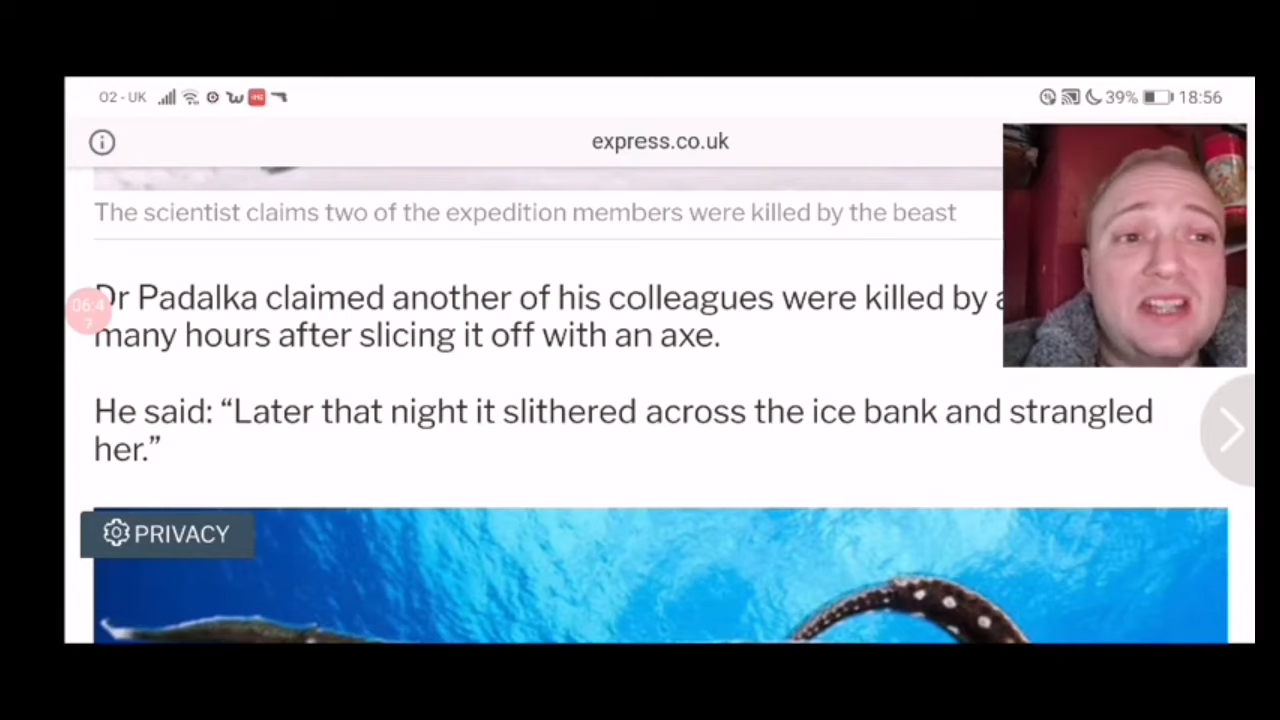 O2 - UK
39% 18:56
express.co.uk
The scientist claims two of the expedition members were killed by the beast
06:4
?
Dr Padalka claimed another of his colleagues were killed by
many hours after slicing it off with an axe.
He said: “Later that night it slithered across the ice bank and strangled
her.”
PRIVACY